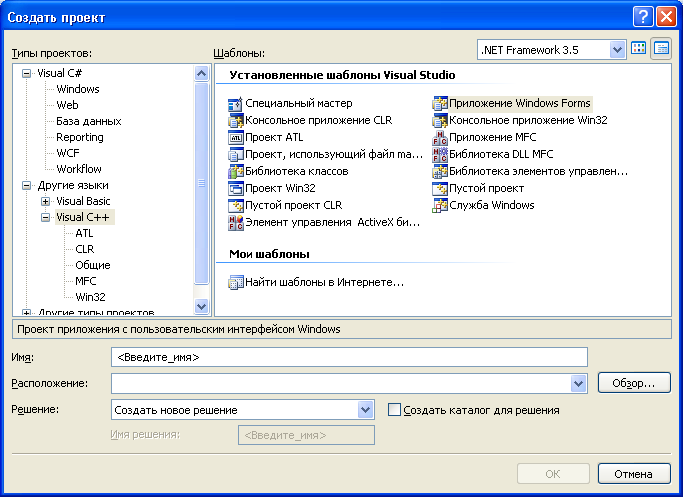 Создать проект
Типы проектов:
Шаблоны:
.NET Framework 3.5
Visual C#
Windows
Web
База данных
Reporting
WCF
Workflow
Другие языки
Visual Basic
Visual C++
ATL
CLR
Общие
MFC
Win32
Другие типы проектов
Установленные шаблоны Visual Studio
Специальный мастер
Приложение Windows Forms
Консольное приложение CLR
Консольное приложение Win32
Проект ATL
Приложение MFC
Проект, использующий файл ma...
Библиотека DLL MFC
Библиотека классов
Библиотека элементов управлен...
Проект Win32
Пустой проект
Пустой проект CLR
Служба Windows
Элемент управления ActiveX би...
Мои шаблоны
Найти шаблоны в Интернете...
Проект приложения с пользовательским интерфейсом Windows
Имя:
<Введите_имя>
Расположение:
Обзор...
Решение:
Создать новое решение
Создать каталог для решения
Имя решения:
<Введите_имя>
OK
Отмена